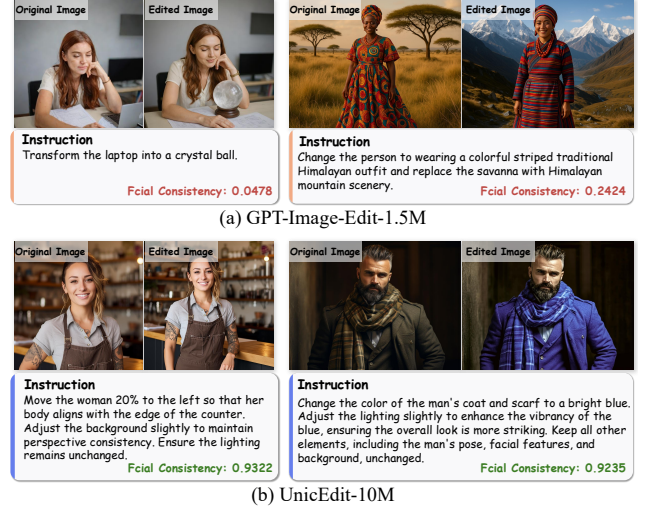 Original Image
Edited Image
Original Image
Edited Image
Instruction
Transform the laptop into a crystal ball.
Fcial Consistency: 0.0478
Instruction
Change the person to wearing a colorful striped traditional
Himalayan outfit and replace the savanna with Himalayan
mountain scenery.
Fcial Consistency: 0.2424
(a) GPT-Image-Edit-1.5M
Original Image
Edited Image
Original Image
Edited Image
Instruction
Move the woman 20% to the left so that her
body aligns with the edge of the counter.
Adjust the background slightly to maintain
perspective consistency. Ensure the lighting
remains unchanged.
Fcial Consistency: 0.9322
Instruction
Change the color of the man's coat and scarf to a bright blue.
Adjust the lighting slightly to enhance the vibrancy of the
blue, ensuring the overall look is more striking. Keep all other
elements, including the man's pose, facial features, and
background, unchanged.
Fcial Consistency: 0.9235
(b) UnicEdit-10M